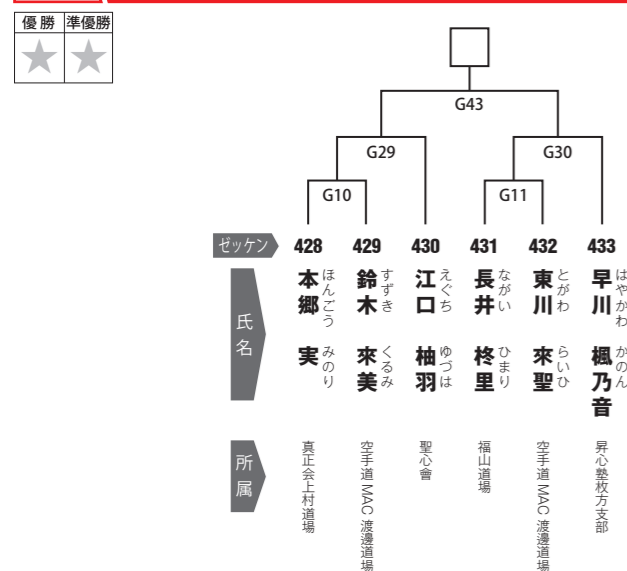 優勝 準優勝
G43
G29 G30
G10 G11
ゼッケン 428 429 430 431 432 433
氏名
本郷 実 ほんごう みのり
鈴木 來美 すずき くるみ
江口 柚羽 えぐち ゆづは
長井 柊里 ながい ひまり
東川 來聖 とがわ らいひ
早川 楓乃音 はやかわ かのん
所属
真正会上村道場
空手道 MAC 渡邊道場
聖心會
福山道場
空手道 MAC 渡邊道場
昇心塾枚方支部